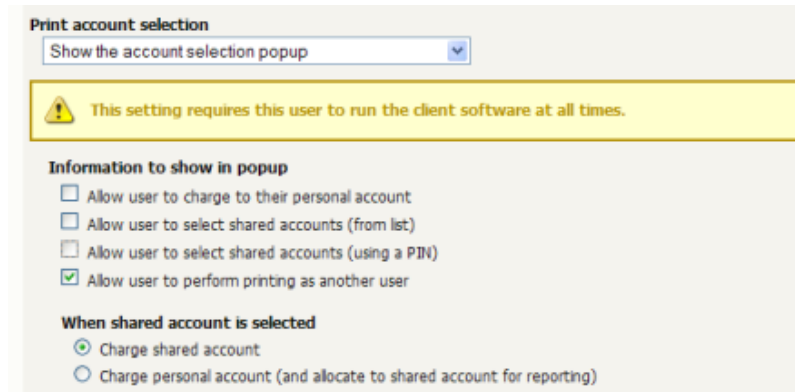 Print account selection
Show the account selection popup
This setting requires this user to run the client software at all times.
Information to show in popup
Allow user to charge to their personal account
Allow user to select shared accounts (from list)
Allow user to select shared accounts (using a PIN)
Allow user to perform printing as another user
When shared account is selected
Charge shared account
Charge personal account (and allocate to shared account for reporting)